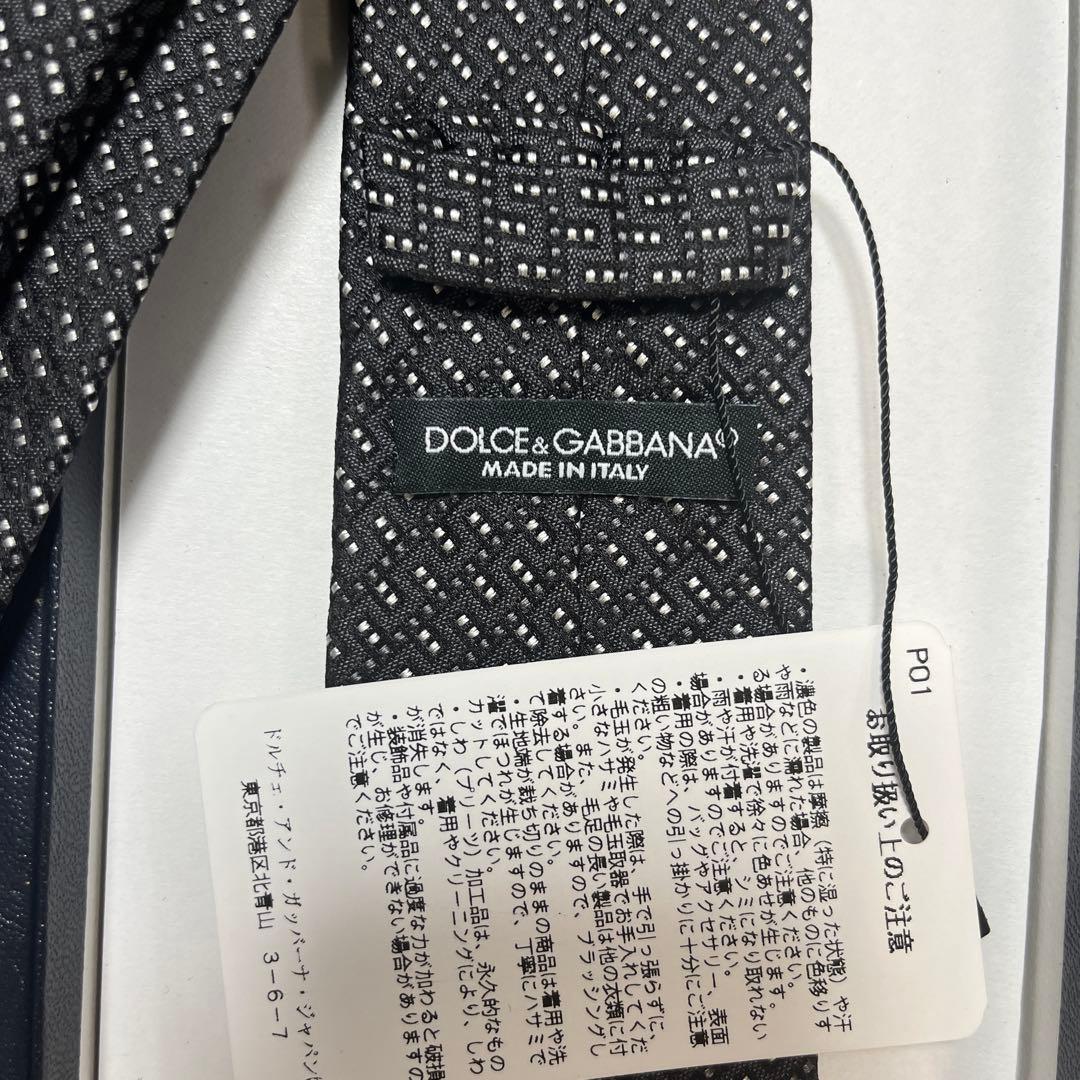 DOLCE&GABBANA®
MADE IN ITALY
P01
お取り扱い上のご注意
・濃色の製品は摩擦（特に湿った状態）や汗
や雨などに濡れた場合、他のものに色移りす
る場合がありますのでご注意ください。
・着用や洗濯で徐々に色あせが生じます。
・雨や汗が付着すると、シミになり取れない
場合がありますのでご注意ください。
・着用の際は、バッグやアクセサリー、表面
の粗い物などへの引っ掛かりに十分にご注意
ください。
・毛玉が発生した際は、手で引っ張らずに、
小さなハサミや毛玉取器でお手入れしてくだ
さい。また、毛足の長い製品は他の衣類に付
着する場合がありますので、ブラッシングし
て除去してください。
・生地端が裁ち切りのままの商品は着用や洗
濯でほつれが生じますので、丁寧にハサミで
カットしてください。
・しわ（プリーツ）加工品は、永久的なもの
ではなく、着用やクリーニングにより、しわ
が消失します。
・装飾品や付属品に過度な力が加わると破損
が生じ、お修理ができない場合がありますの
でご注意ください。
ドルチェ・アンド・ガッバーナ・ジャパン
東京都港区北青山 3-6-7